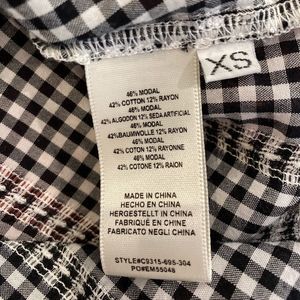 XS
46% MODAL
42% COTTON 12% RAYON
46% MODAL
42% ALGODON 12% SEDA ARTIFICIAL
46% MODAL
42%BAUMWOLLE 12% RAYON
46% MODAL
42% COTON 12% RAYONNE
46% MODAL
42% COTONE 12% RAION
MADE IN CHINA
HECHO EN CHINA
HERGESTELLT IN CHINA
FABRIQUÉ EN CHINE
FABRICATO NEGLI CHINA
STYLE#C9315-695-304
PO#EM55048